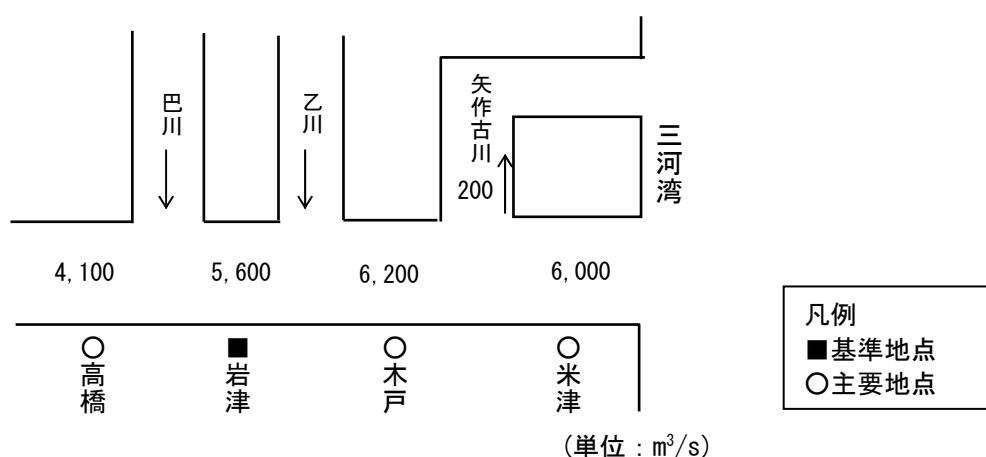 巴川
乙川
矢作古川
200
三河湾
4,100
5,600
6,200
6,000
高橋
岩津
木戸
米津
凡例
■基準地点
○主要地点
(単位：m³/s)